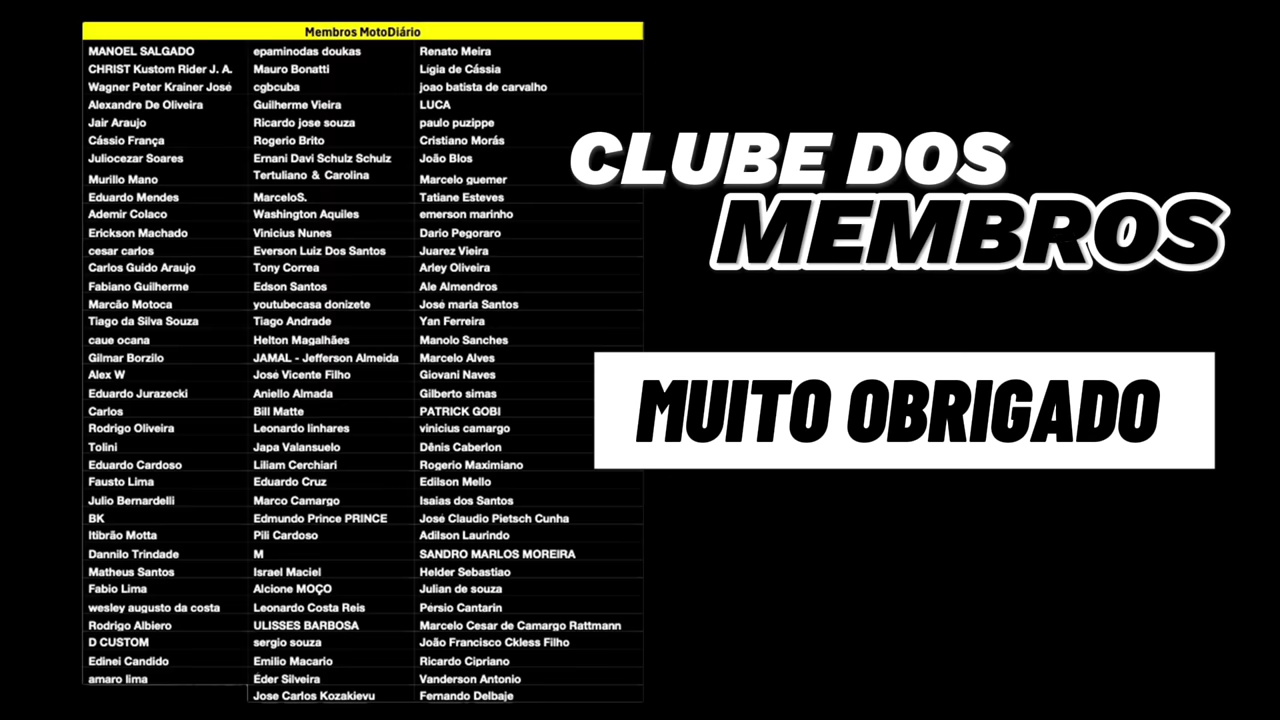 Membros MotoDiário
MANOEL SALGADO epaminodas doukas Renato Meira
CHRIST Kustom Rider J. A. Mauro Bonatti Lígia de Cássia
Wagner Peter Krainer José cgbcuba joao batista de carvalho
Alexandre De Oliveira Guilherme Vieira LUCA
Jair Araujo Ricardo jose souza paulo puzippe
Cássio França Rogerio Brito Cristiano Morás
Juliocezar Soares Ernani Davi Schulz Schulz João Blos
Murillo Mano Tertuliano & Carolina Marcelo guemer
Eduardo Mendes MarceloS. Tatiane Esteves
Ademir Colaco Washington Aquiles emerson marinho
Erickson Machado Vinicius Nunes Dario Pegoraro
cesar carlos Everson Luiz Dos Santos Juarez Vieira
Carlos Guido Araujo Tony Correa Arley Oliveira
Fabiano Guilherme Edson Santos Ale Almendros
Marcão Motoca youtubecasa donizete José maria Santos
Tiago da Silva Souza Tiago Andrade Yan Ferreira
caue ocana Helton Magalhães Manolo Sanches
Gilmar Borzilo JAMAL - Jefferson Almeida Marcelo Alves
Alex W José Vicente Filho Giovani Naves
Eduardo Jurazecki Aniello Almada Gilberto simas
Carlos Bill Matte PATRICK GOBI
Rodrigo Oliveira Leonardo linhares vinicius camargo
Tolini Japa Valansuelo Dênis Caberlon
Eduardo Cardoso Liliam Cerchiari Rogerio Maximiano
Fausto Lima Eduardo Cruz Edilson Mello
Julio Bernardelli Marco Camargo Isaias dos Santos
BK Edmundo Prince PRINCE José Claudio Pietsch Cunha
Itibrão Motta Pili Cardoso Adilson Laurindo
Dannilo Trindade M SANDRO MARLOS MOREIRA
Matheus Santos Israel Maciel Helder Sebastiao
Fabio Lima Alcione MOÇO Julian de souza
wesley augusto da costa Leonardo Costa Reis Pérsio Cantarin
Rodrigo Albiero ULISSES BARBOSA Marcelo Cesar de Camargo Rattmann
D CUSTOM sergio souza João Francisco Ckless Filho
Edinei Candido Emilio Macario Ricardo Cipriano
amaro lima Éder Silveira Vanderson Antonio
Jose Carlos Kozakievu Fernando Delbaje
CLUBE DOS
MEMBROS
MUITO OBRIGADO